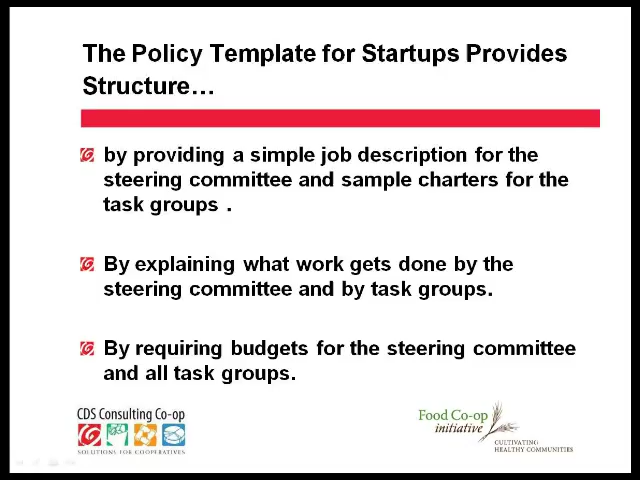 The Policy Template for Startups Provides
Structure…
by providing a simple job description for the
steering committee and sample charters for the
task groups .
By explaining what work gets done by the
steering committee and by task groups.
By requiring budgets for the steering committee
and all task groups.
CDS Consulting Co-op
SOLUTIONS FOR COOPERATIVES
Food Co-op
initiative
CULTIVATING
HEALTHY COMMUNITIES